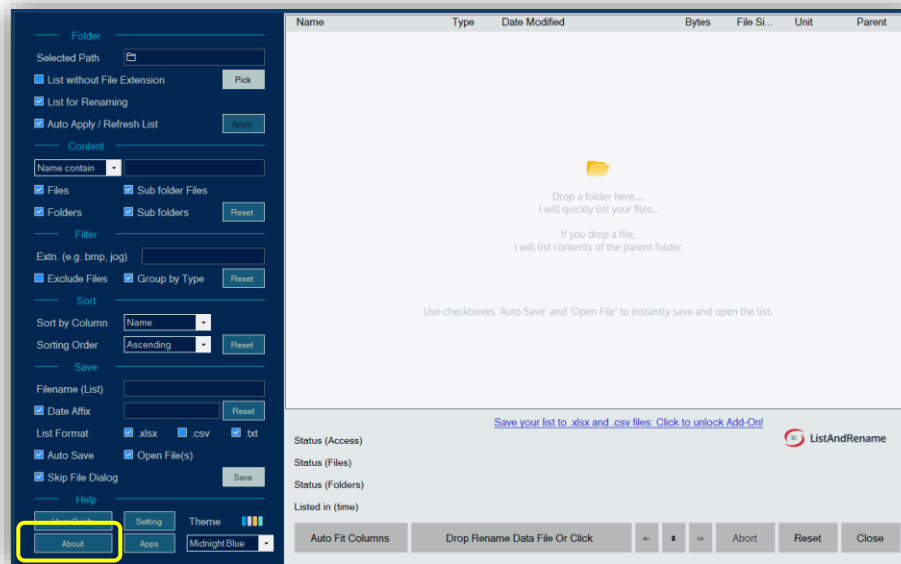 Folder
Selected Path
List without File Extension
Pick
List for Renaming
Auto Apply / Refresh List
Apply
Content
Name contain
Files
Sub folder Files
Folders
Sub folders
Reset
Filter
Extn. (e.g. bmp, jog)
Exclude Files
Group by Type
Reset
Sort
Sort by Column
Name
Sorting Order
Ascending
Reset
Save
Filename (List)
Date Affix
Reset
List Format
.xlsx
.csv
.txt
Auto Save
Open File(s)
Skip File Dialog
Save
Help
User Guide
Setting
Theme
About
Apps
Midnight Blue
Name Type Date Modified Bytes File Si... Unit Parent
Drop a folder here....
I will quickly list your files..
If you drop a file,
I will list contents of the parent folder
Use checkboxes 'Auto Save' and 'Open File' to instantly save and open the list.
Save your list to .xlsx and .csv files: Click to unlock Add-On!
ListAndRename
Status (Access)
Status (Files)
Status (Folders)
Listed in (time)
Auto Fit Columns
Drop Rename Data File Or Click
Abort
Reset
Close